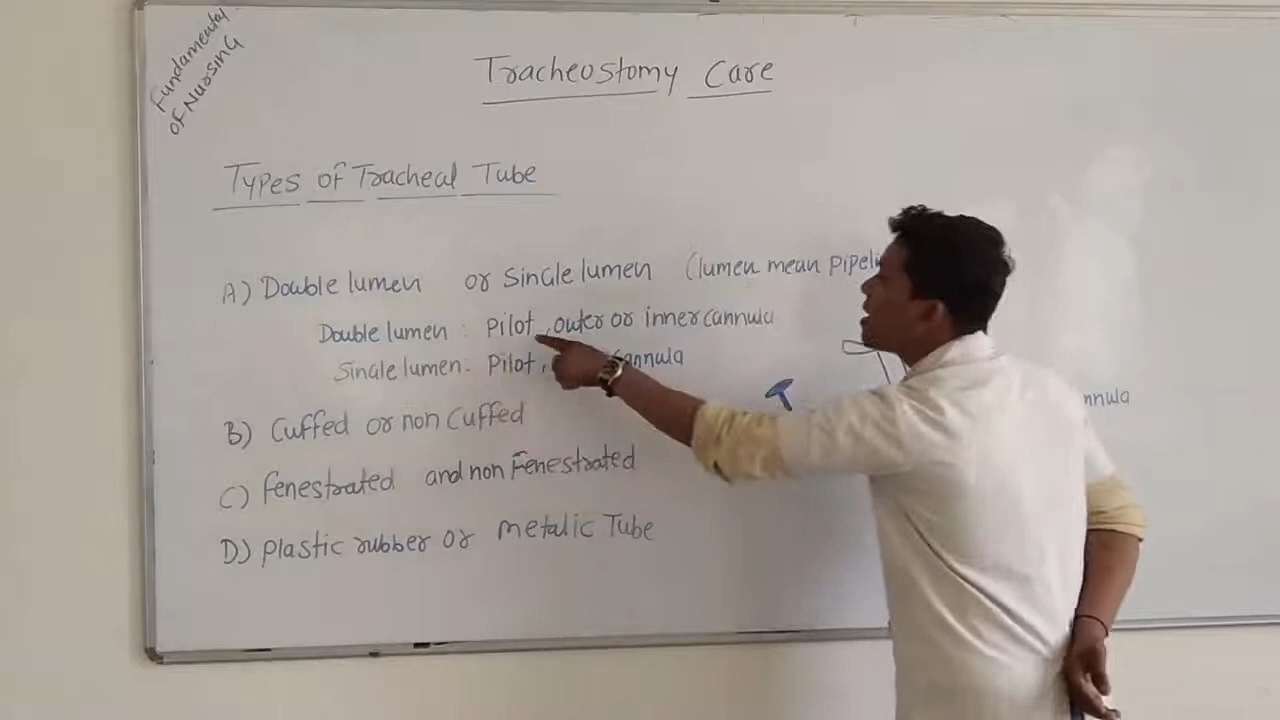 Fundamental
of Nursing
Tracheostomy Care
Types of Tracheal Tube
A) Double lumen or Single lumen (lumen mean
Double lumen : Pilot, outer or inner cannula
Single lumen. Pilot, cannula
B) Cuffed or non Cuffed
C) Fenestrated and non Fenestrated
D) Plastic rubber or metalic Tube